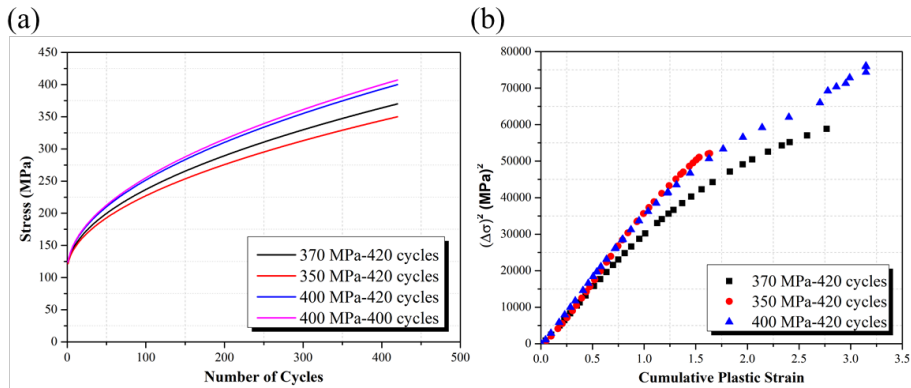 (a)
(b)
450
400
350
300
250
200
150
100
50
0
Stress (MPa)
370 MPa-420 cycles
350 MPa-420 cycles
400 MPa-420 cycles
400 MPa-400 cycles
0 100 200 300 400 500
Number of Cycles
80000
70000
60000
50000
40000
30000
20000
10000
0
(Δσ)² (MPa)²
370 MPa-420 cycles
350 MPa-420 cycles
400 MPa-420 cycles
0.0 0.5 1.0 1.5 2.0 2.5 3.0 3.5
Cumulative Plastic Strain